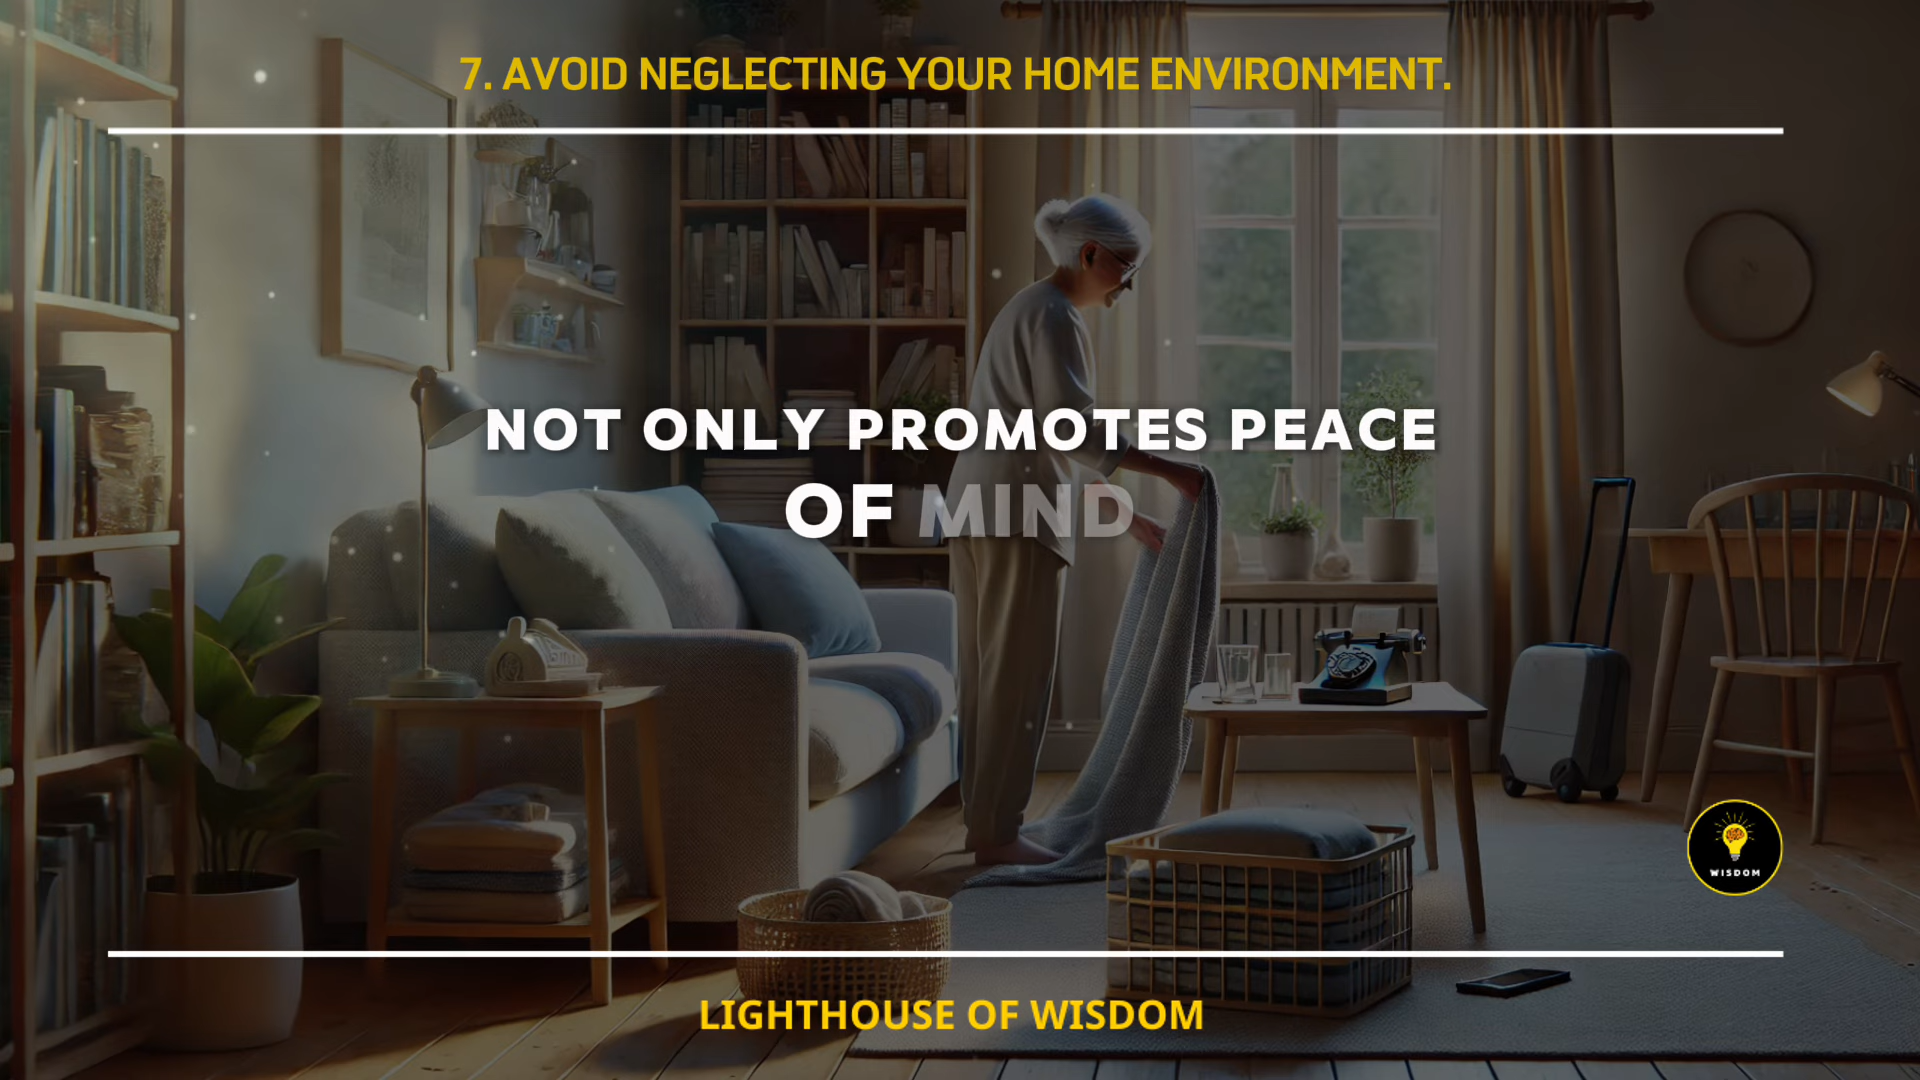 7. AVOID NEGLECTING YOUR HOME ENVIRONMENT.
NOT ONLY PROMOTES PEACE
OF MIND
WISDOM
LIGHTHOUSE OF WISDOM